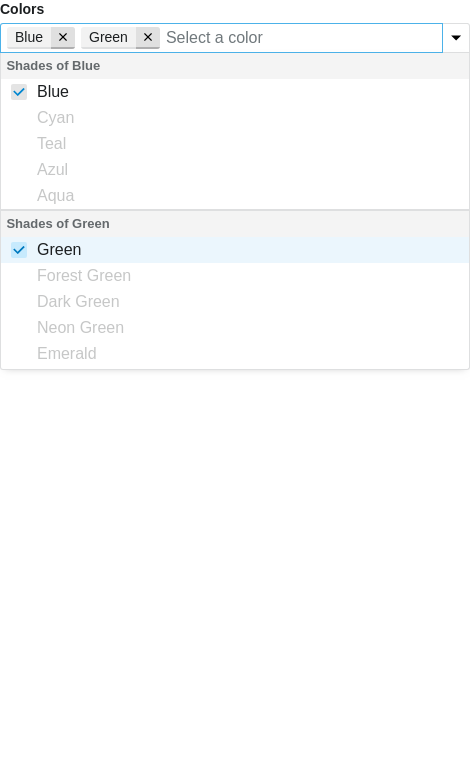 Colors
Blue ✕ Green ✕ Select a color
Shades of Blue
Blue
Cyan
Teal
Azul
Aqua
Shades of Green
Green
Forest Green
Dark Green
Neon Green
Emerald